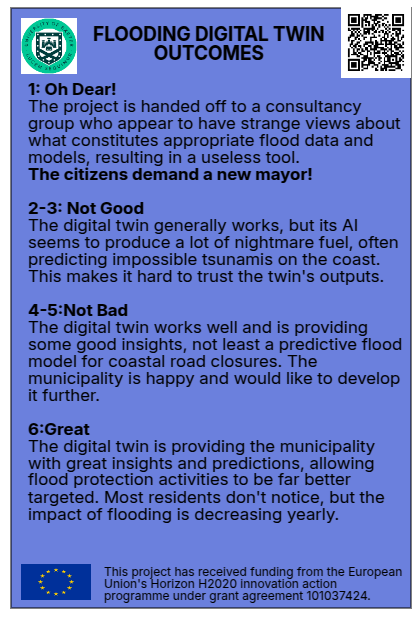 FLOODING DIGITAL TWIN
OUTCOMES
1: Oh Dear!
The project is handed off to a consultancy
group who appear to have strange views about
what constitutes appropriate flood data and
models, resulting in a useless tool.
The citizens demand a new mayor!
2-3: Not Good
The digital twin generally works, but its AI
seems to produce a lot of nightmare fuel, often
predicting impossible tsunamis on the coast.
This makes it hard to trust the twin's outputs.
4-5:Not Bad
The digital twin works well and is providing
some good insights, not least a predictive flood
model for coastal road closures. The
municipality is happy and would like to develop
it further.
6:Great
The digital twin is providing the municipality
with great insights and predictions, allowing
flood protection activities to be far better
targeted. Most residents don't notice, but the
impact of flooding is decreasing yearly.
This project has received funding from the European
Union's Horizon H2020 innovation action
programme under grant agreement 101037424.